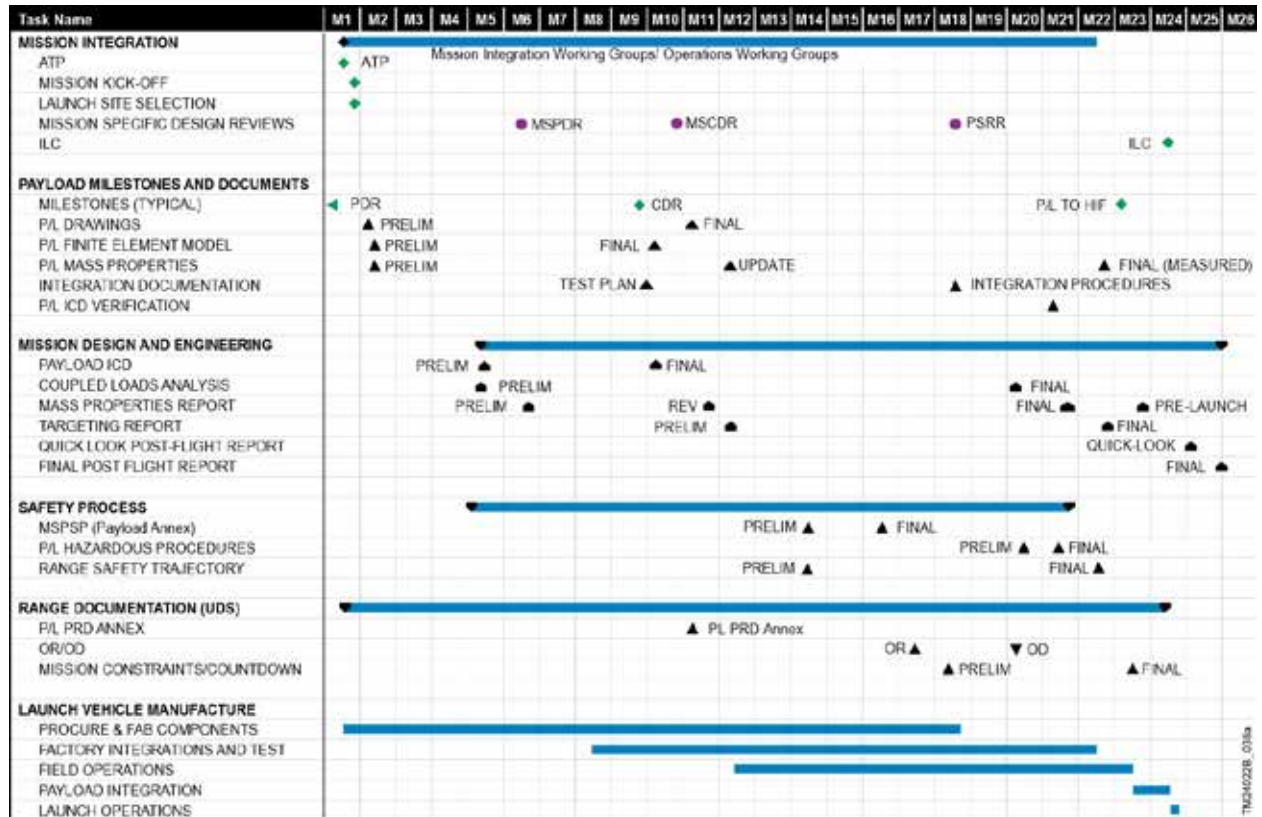 Task Name M1 M2 M3 M4 M5 M6 M7 M8 M9 M10 M11 M12 M13 M14 M15 M16 M17 M18 M19 M20 M21 M22 M23 M24 M25 M26
MISSION INTEGRATION
Mission Integration Working Groups/ Operations Working Groups
ATP ATP
MISSION KICK-OFF
LAUNCH SITE SELECTION
MISSION SPECIFIC DESIGN REVIEWS MSPDR MSCDR PSRR
ILC ILC
PAYLOAD MILESTONES AND DOCUMENTS
MILESTONES (TYPICAL) PDR CDR P/L TO HIF
P/L DRAWINGS PRELIM FINAL
P/L FINITE ELEMENT MODEL PRELIM FINAL
P/L MASS PROPERTIES PRELIM UPDATE FINAL (MEASURED)
INTEGRATION DOCUMENTATION TEST PLAN INTEGRATION PROCEDURES
P/L ICD VERIFICATION
MISSION DESIGN AND ENGINEERING
PAYLOAD ICD PRELIM FINAL
COUPLED LOADS ANALYSIS PRELIM FINAL
MASS PROPERTIES REPORT PRELIM REV FINAL PRE-LAUNCH
TARGETING REPORT PRELIM FINAL
QUICK LOOK POST-FLIGHT REPORT QUICK-LOOK
FINAL POST FLIGHT REPORT FINAL
SAFETY PROCESS
MSPSP (Payload Annex) PRELIM FINAL
P/L HAZARDOUS PROCEDURES PRELIM FINAL
RANGE SAFETY TRAJECTORY PRELIM FINAL
RANGE DOCUMENTATION (UDS)
P/L PRD ANNEX PL PRD Annex
OR/OD OR OD
MISSION CONSTRAINTS/COUNTDOWN PRELIM FINAL
LAUNCH VEHICLE MANUFACTURE
PROCURE & FAB COMPONENTS
FACTORY INTEGRATIONS AND TEST
FIELD OPERATIONS
PAYLOAD INTEGRATION
LAUNCH OPERATIONS
TM24022B_038a